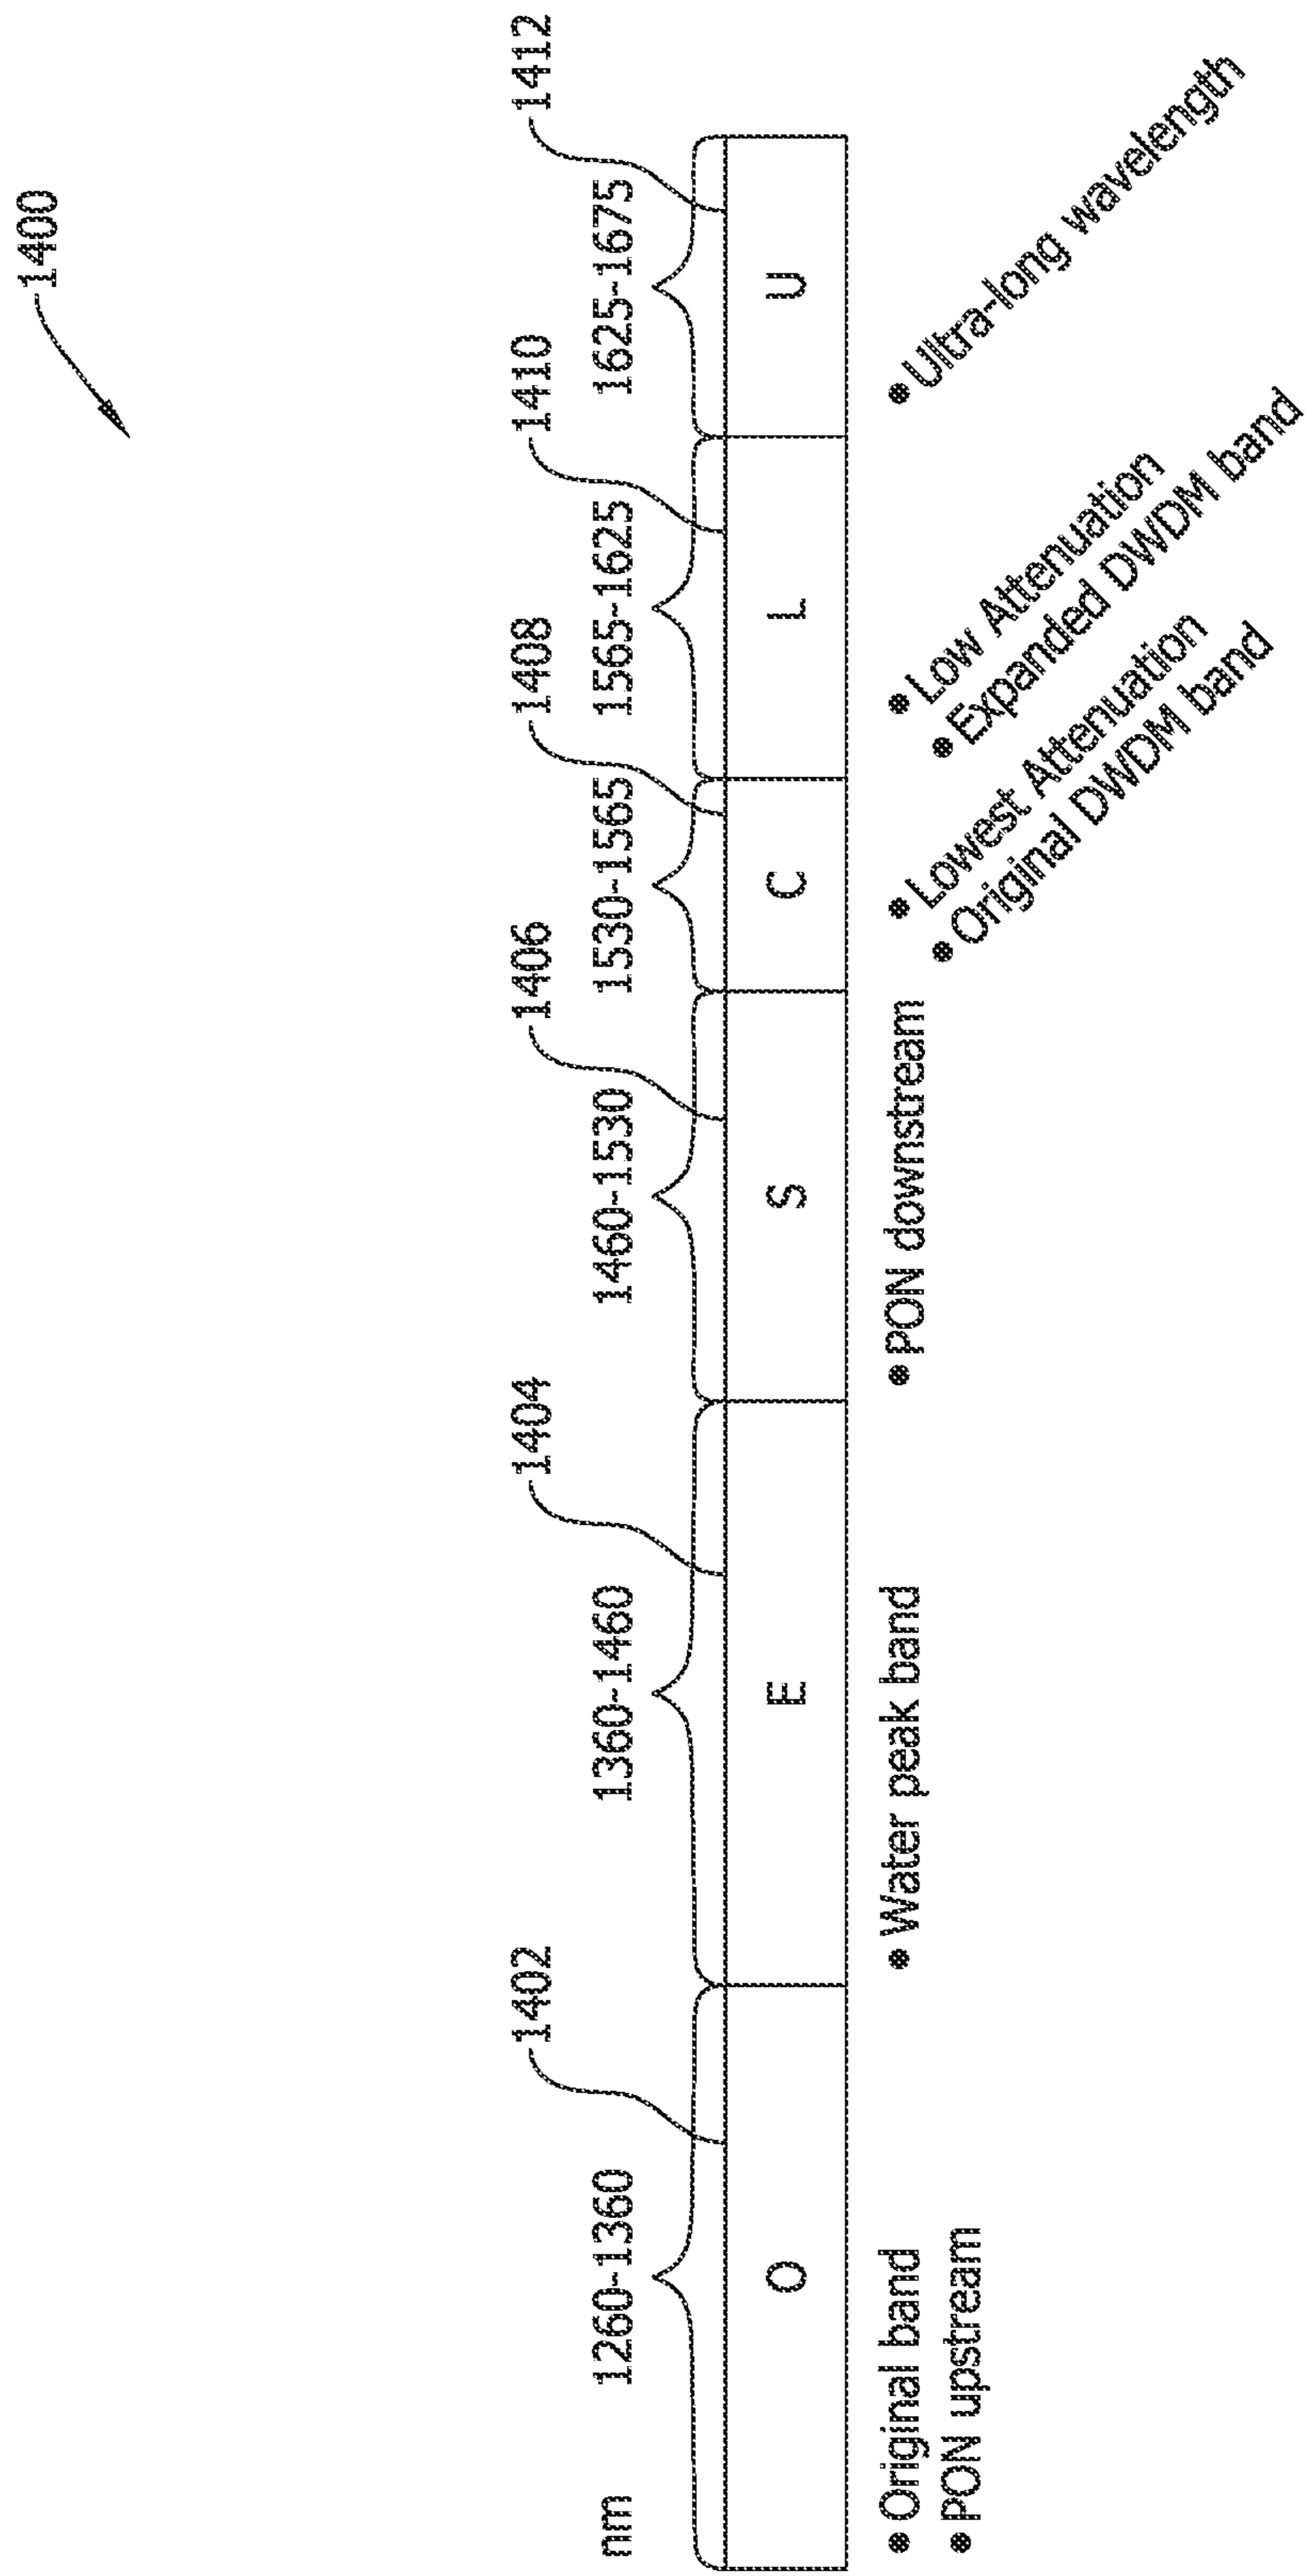 1400
1402
1404
1406
1408
1410
1412
nm
1260-1360
1360-1460
1460-1530
1530-1565
1565-1625
1625-1675
O
E
S
C
L
U
• Original band
• PON upstream
• Water peak band
• PON downstream
• Lowest Attenuation
• Original DWDM band
• Low Attenuation
• Expanded DWDM band
• Ultra-long wavelength